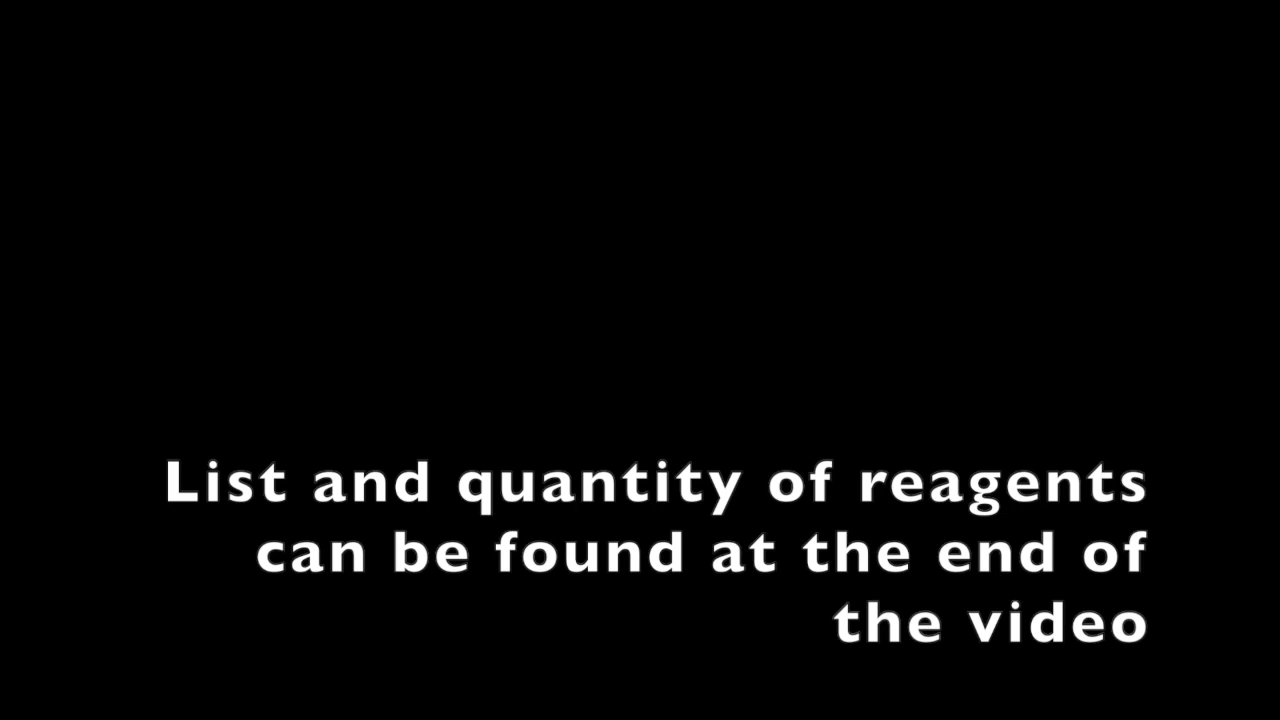 List and quantity of reagents
can be found at the end of
the video